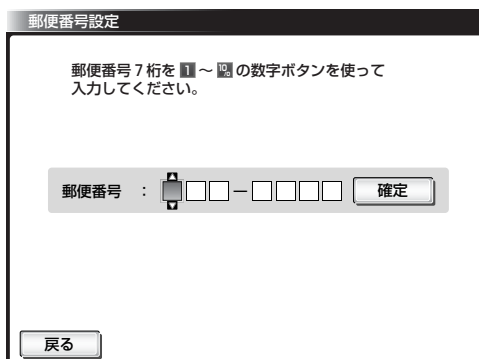 郵便番号設定
郵便番号7桁を 1 ～ 10/0 の数字ボタンを使って
入力してください。
郵便番号 ： － 確定
戻る